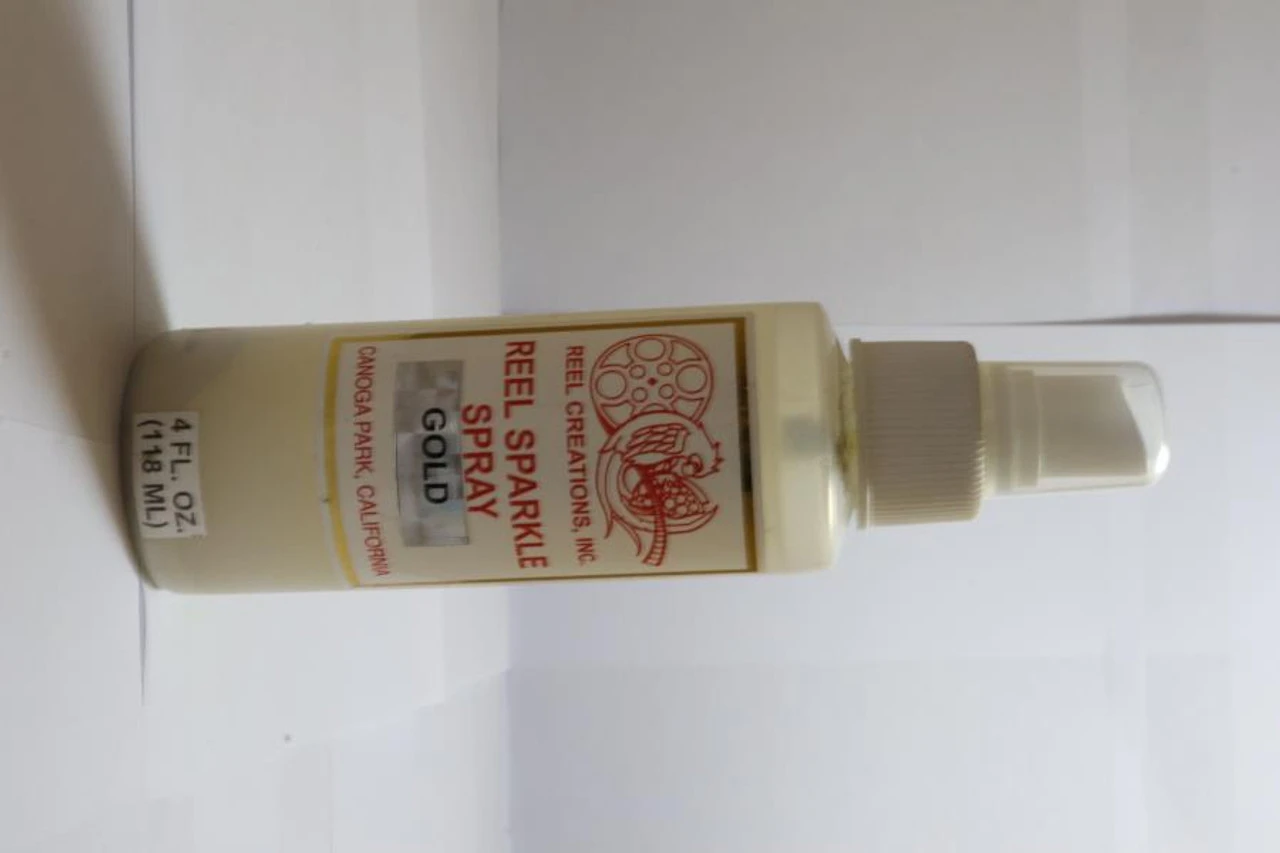 REEL CREATIONS, INC.
REEL SPARKLE
SPRAY
GOLD
CANOGA PARK, CALIFORNIA
4 FL. OZ.
(118 ML)